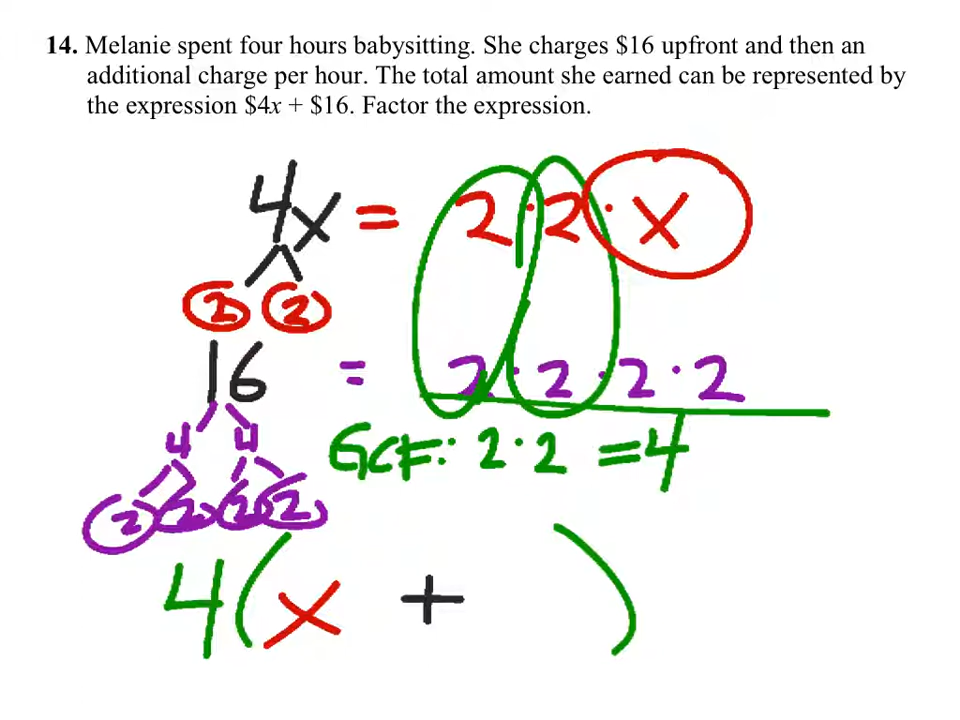 14. Melanie spent four hours babysitting. She charges $16 upfront and then an
additional charge per hour. The total amount she earned can be represented by
the expression $4x + $16. Factor the expression.
4x = 2 · 2 · x
2 2
16 = 2 · 2 · 2 · 2
4 4
GCF: 2 · 2 = 4
2 2 2 2
4( x + )